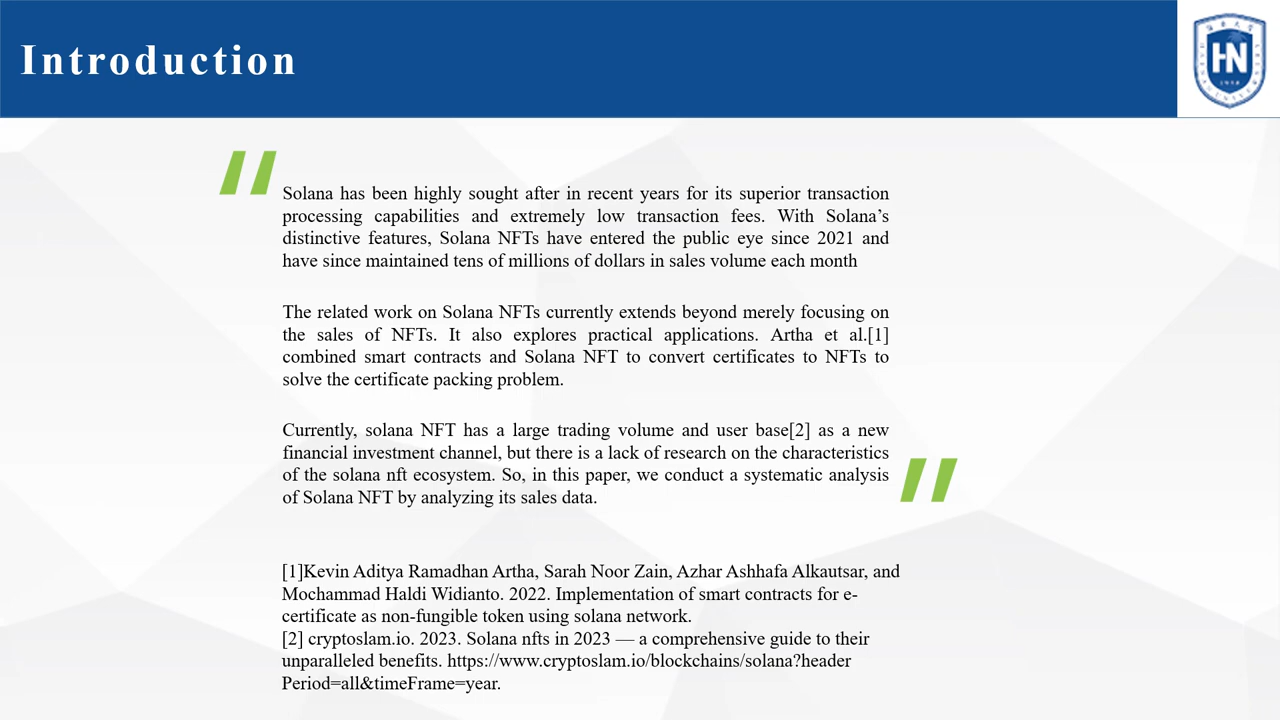 Introduction
HN
Solana has been highly sought after in recent years for its superior transaction
processing capabilities and extremely low transaction fees. With Solana’s
distinctive features, Solana NFTs have entered the public eye since 2021 and
have since maintained tens of millions of dollars in sales volume each month
The related work on Solana NFTs currently extends beyond merely focusing on
the sales of NFTs. It also explores practical applications. Artha et al.[1]
combined smart contracts and Solana NFT to convert certificates to NFTs to
solve the certificate packing problem.
Currently, solana NFT has a large trading volume and user base[2] as a new
financial investment channel, but there is a lack of research on the characteristics
of the solana nft ecosystem. So, in this paper, we conduct a systematic analysis
of Solana NFT by analyzing its sales data.
[1]Kevin Aditya Ramadhan Artha, Sarah Noor Zain, Azhar Ashhafa Alkautsar, and
Mochammad Haldi Widianto. 2022. Implementation of smart contracts for e-
certificate as non-fungible token using solana network.
[2] cryptoslam.io. 2023. Solana nfts in 2023 — a comprehensive guide to their
unparalleled benefits. https://www.cryptoslam.io/blockchains/solana?header
Period=all&timeFrame=year.